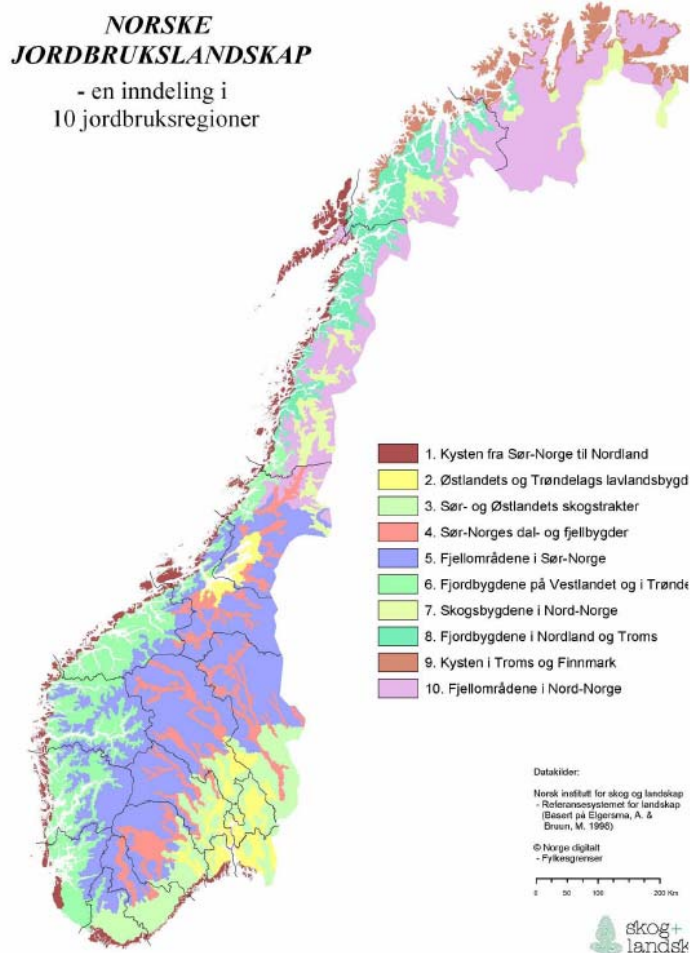 NORSKE
JORDBRUKSLANDSKAP
- en inndeling i
10 jordbruksregioner
1. Kysten fra Sør-Norge til Nordland
2. Østlandets og Trøndelags lavlandsbygd
3. Sør- og Østlandets skogstrakter
4. Sør-Norges dal- og fjellbygder
5. Fjellområdene i Sør-Norge
6. Fjordbygdene på Vestlandet og i Trønde
7. Skogsbygdene i Nord-Norge
8. Fjordbygdene i Nordland og Troms
9. Kysten i Troms og Finnmark
10. Fjellområdene i Nord-Norge
Datakilder:
Norsk institutt for skog og landskap
- Referansesystemet for landskap
(Basert på Elgersma, A. &
Bruun, M. 1996)
© Norge digitalt
- Fylkesgrenser
0 50 100 200 Km
skog+
landsk